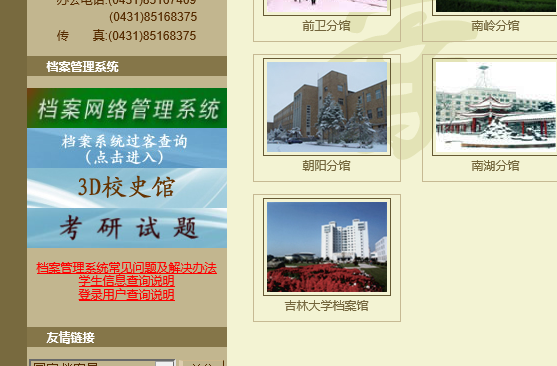 (0431)85167409
(0431)85168375
传 真:(0431)85168375
档案管理系统
档案网络管理系统
档案系统过客查询
(点击进入)
3D校史馆
考研试题
档案管理系统常见问题及解决办法
学生信息查询说明
登录用户查询说明
友情链接
前卫分馆
南岭分馆
朝阳分馆
南湖分馆
吉林大学档案馆